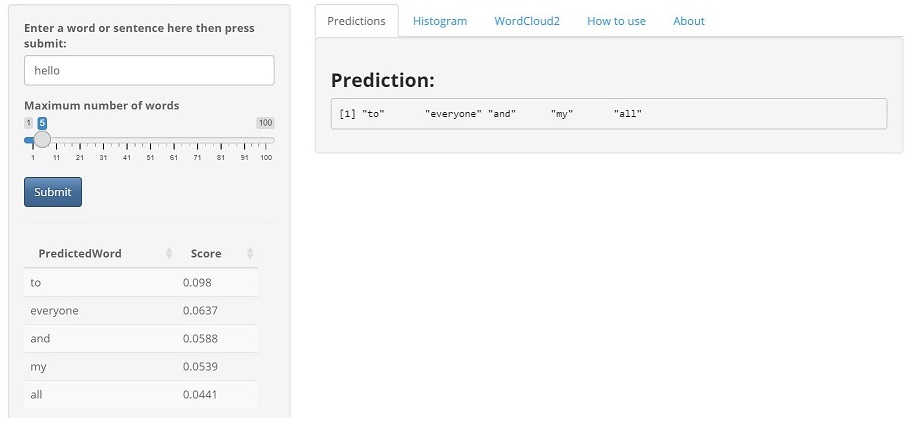 Enter a word or sentence here then press
submit:
hello
Maximum number of words
1 5 100
1 11 21 31 41 51 61 71 81 91 100
Submit
PredictedWord Score
to 0.098
everyone 0.0637
and 0.0588
my 0.0539
all 0.0441
Predictions Histogram WordCloud2 How to use About
Prediction:
[1] "to" "everyone" "and" "my" "all"